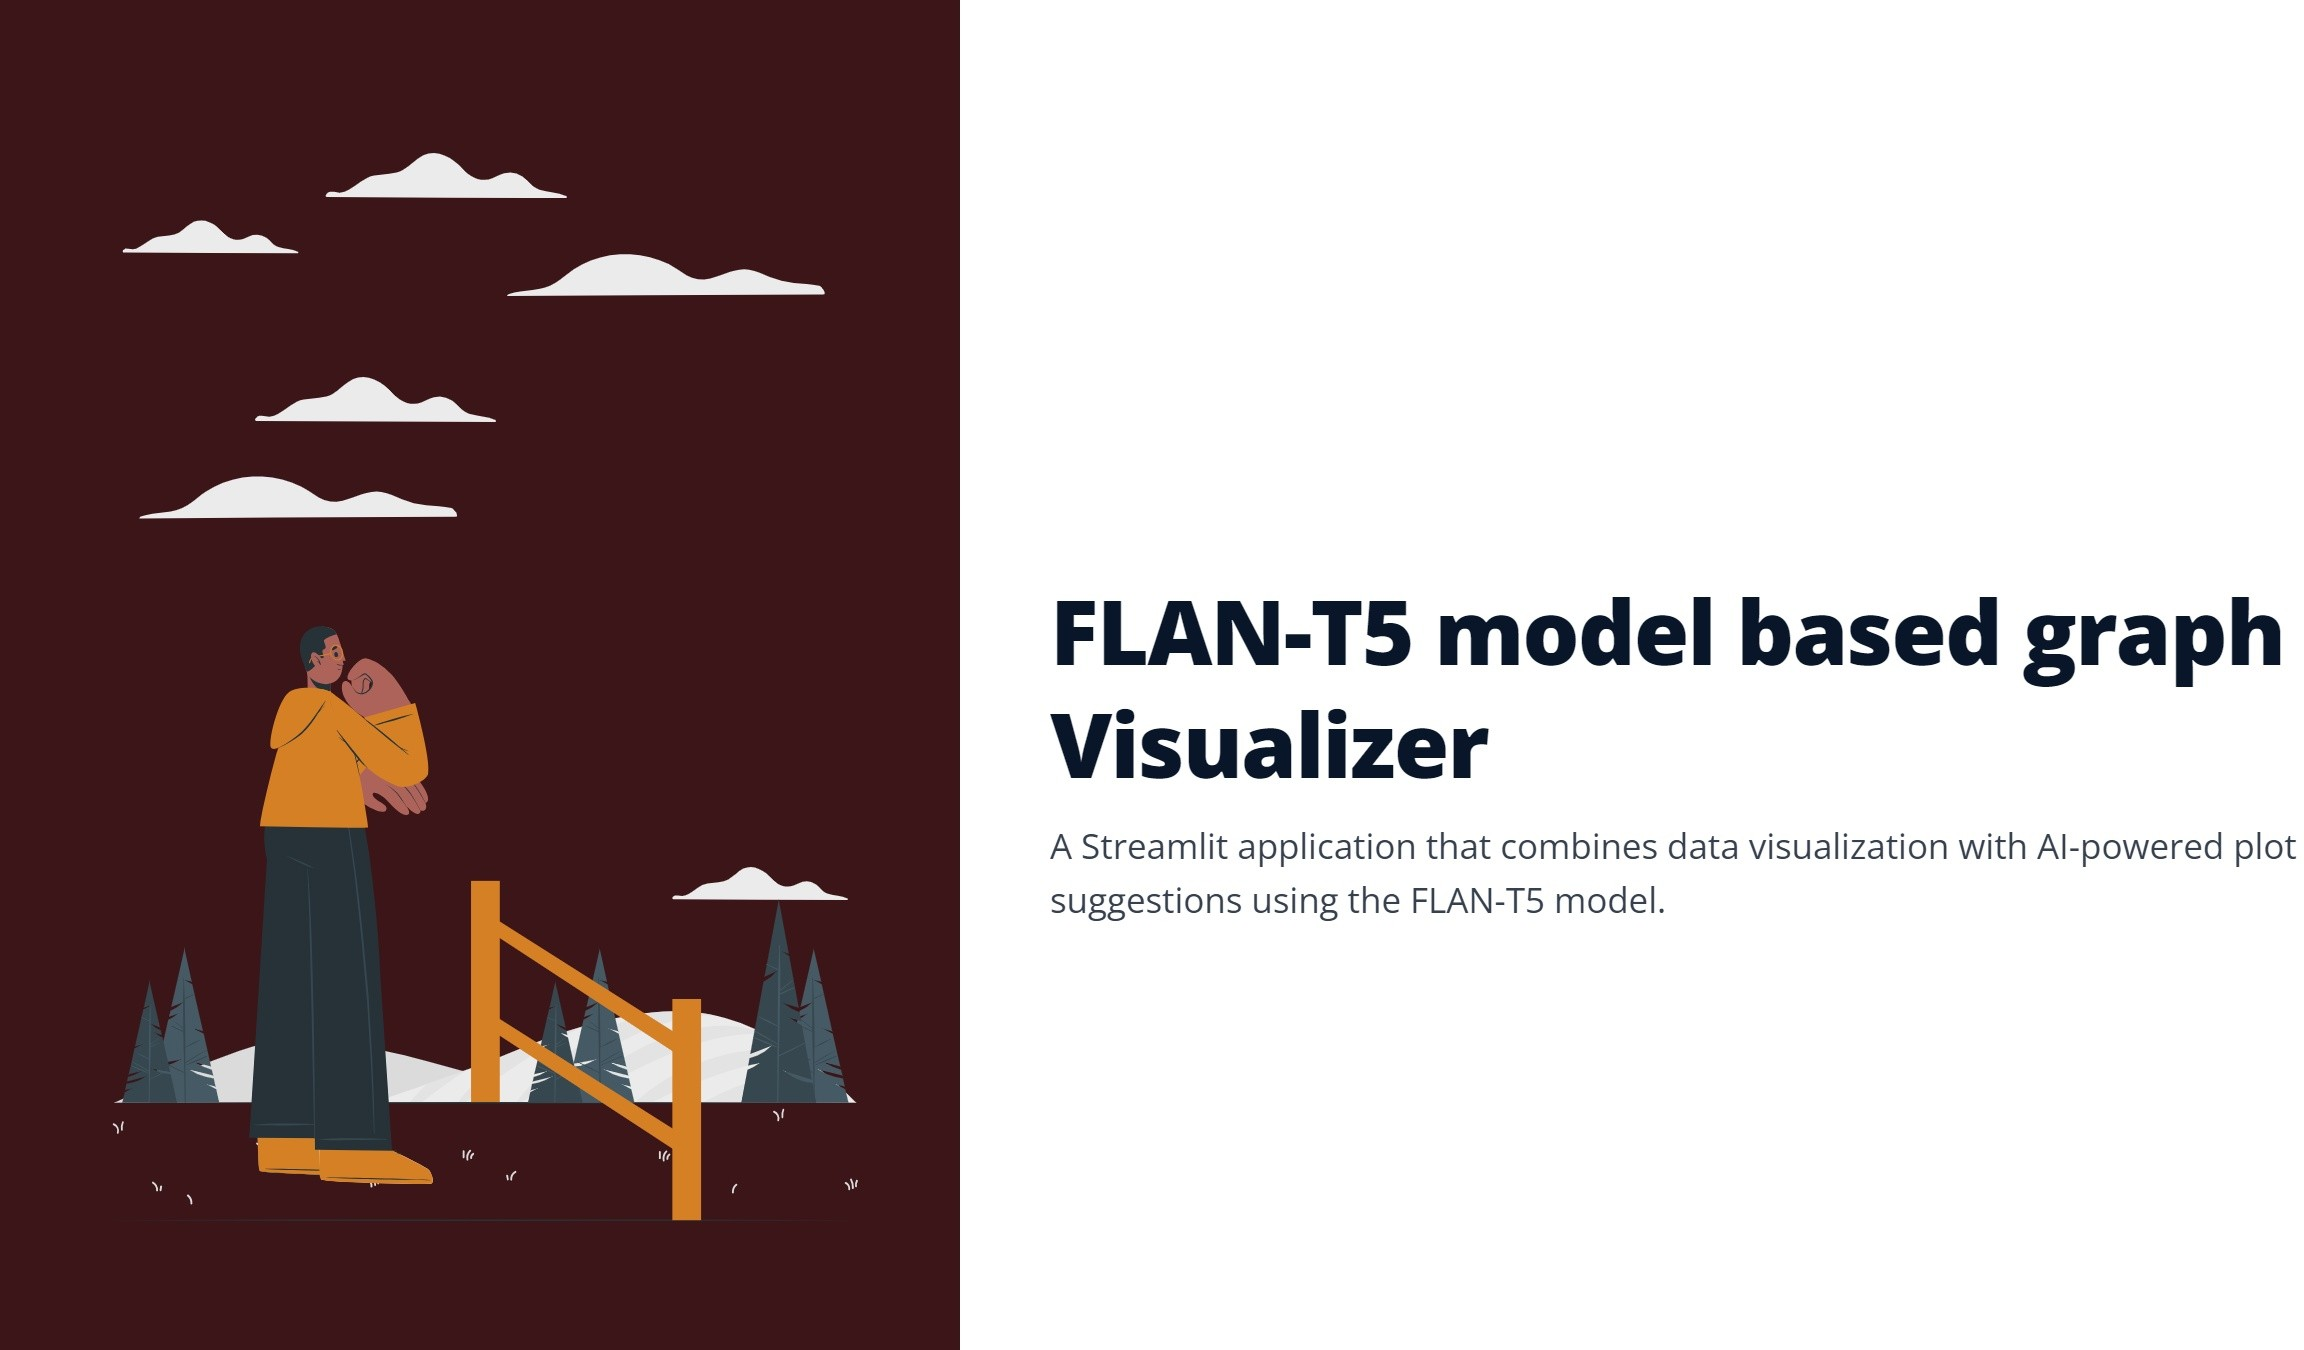 FLAN-T5 model based graph
Visualizer
A Streamlit application that combines data visualization with AI-powered plot
suggestions using the FLAN-T5 model.